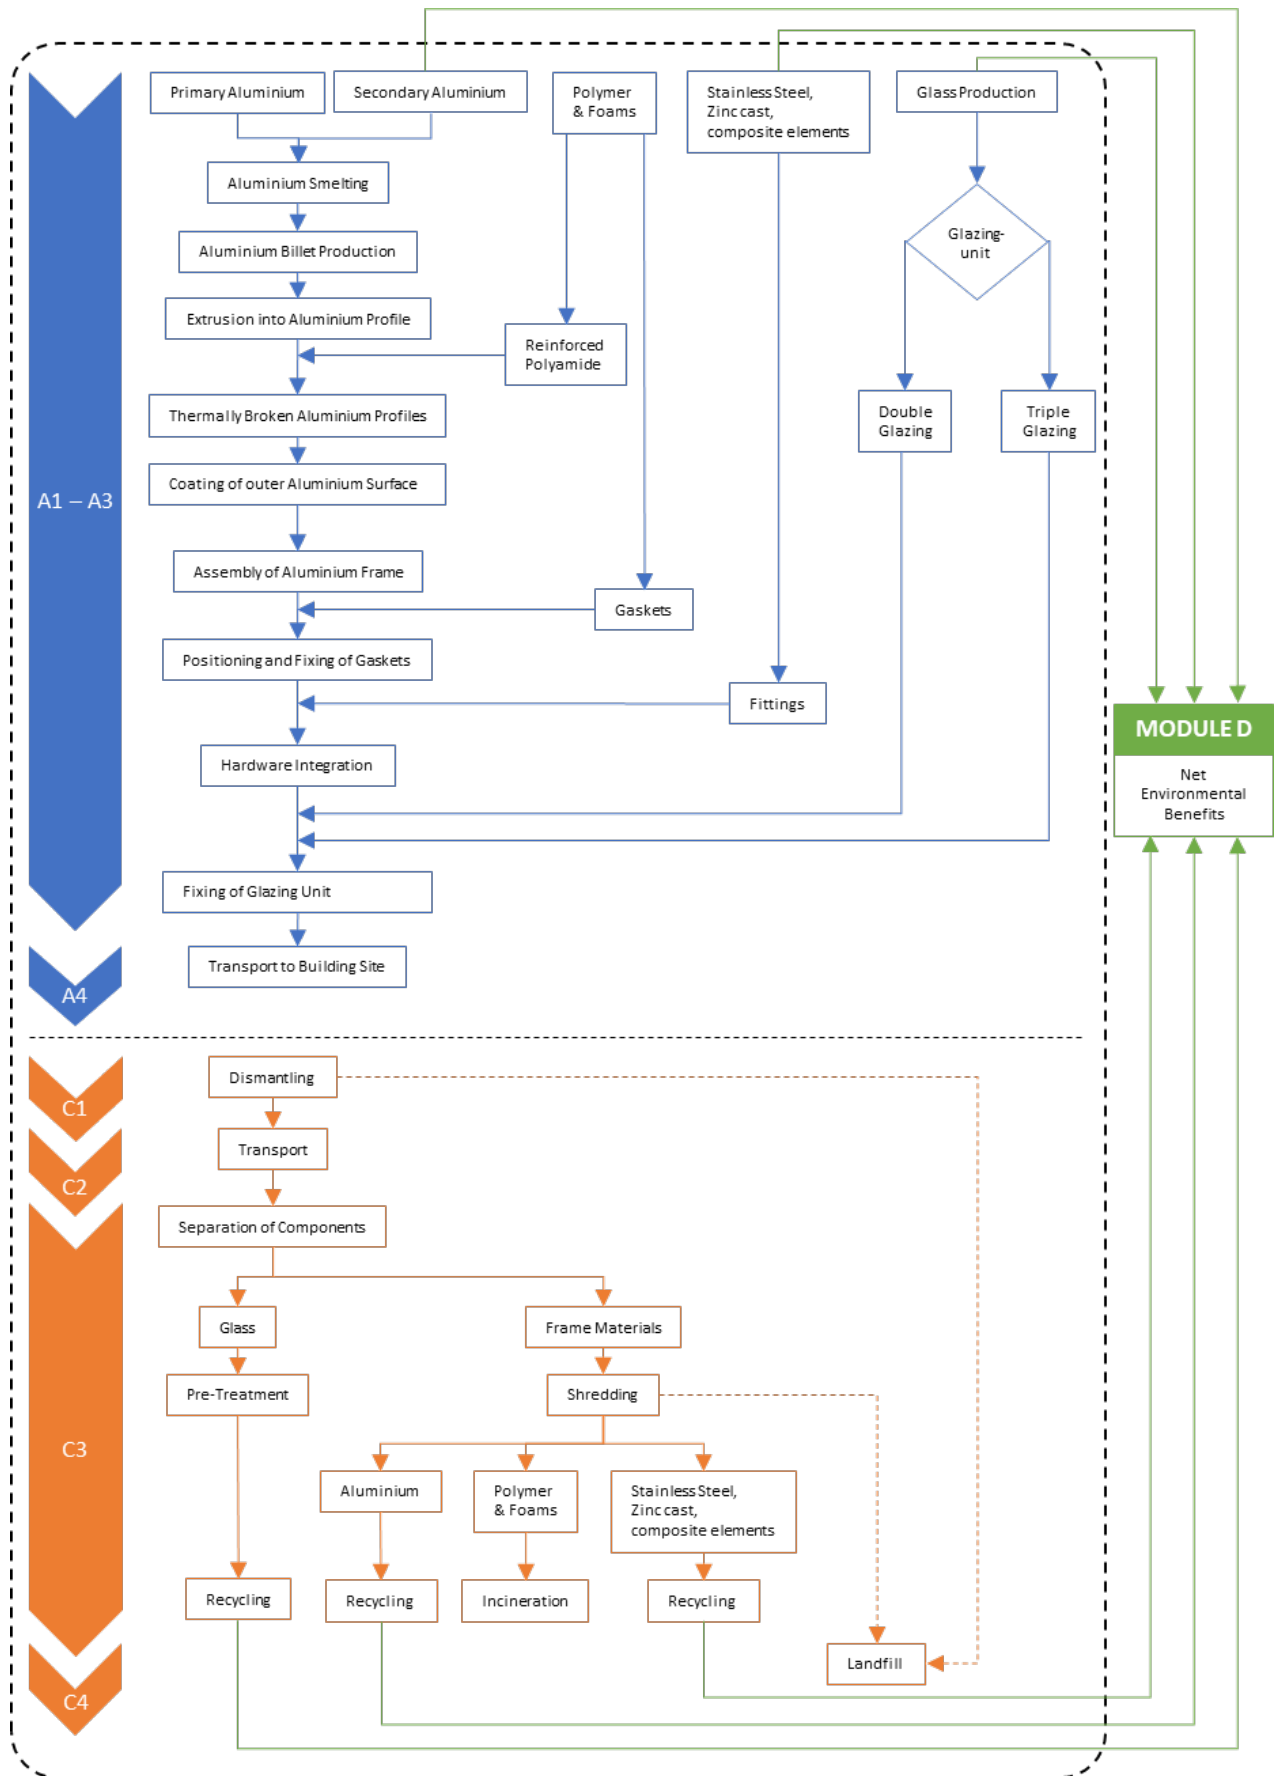 Primary Aluminium
Secondary Aluminium
Polymer
& Foams
Stainless Steel,
Zinc cast,
composite elements
Glass Production
Aluminium Smelting
Glazing-
unit
Aluminium Billet Production
Extrusion into Aluminium Profile
Reinforced
Polyamide
Thermally Broken Aluminium Profiles
Double
Glazing
Triple
Glazing
Coating of outer Aluminium Surface
A1 – A3
Assembly of Aluminium Frame
Gaskets
Positioning and Fixing of Gaskets
Fittings
MODULE D
Net
Environmental
Benefits
Hardware Integration
Fixing of Glazing Unit
Transport to Building Site
A4
Dismantling
C1
Transport
C2
Separation of Components
Glass
Frame Materials
Pre-Treatment
Shredding
C3
Aluminium
Polymer
& Foams
Stainless Steel,
Zinc cast,
composite elements
Recycling
Recycling
Incineration
Recycling
Landfill
C4